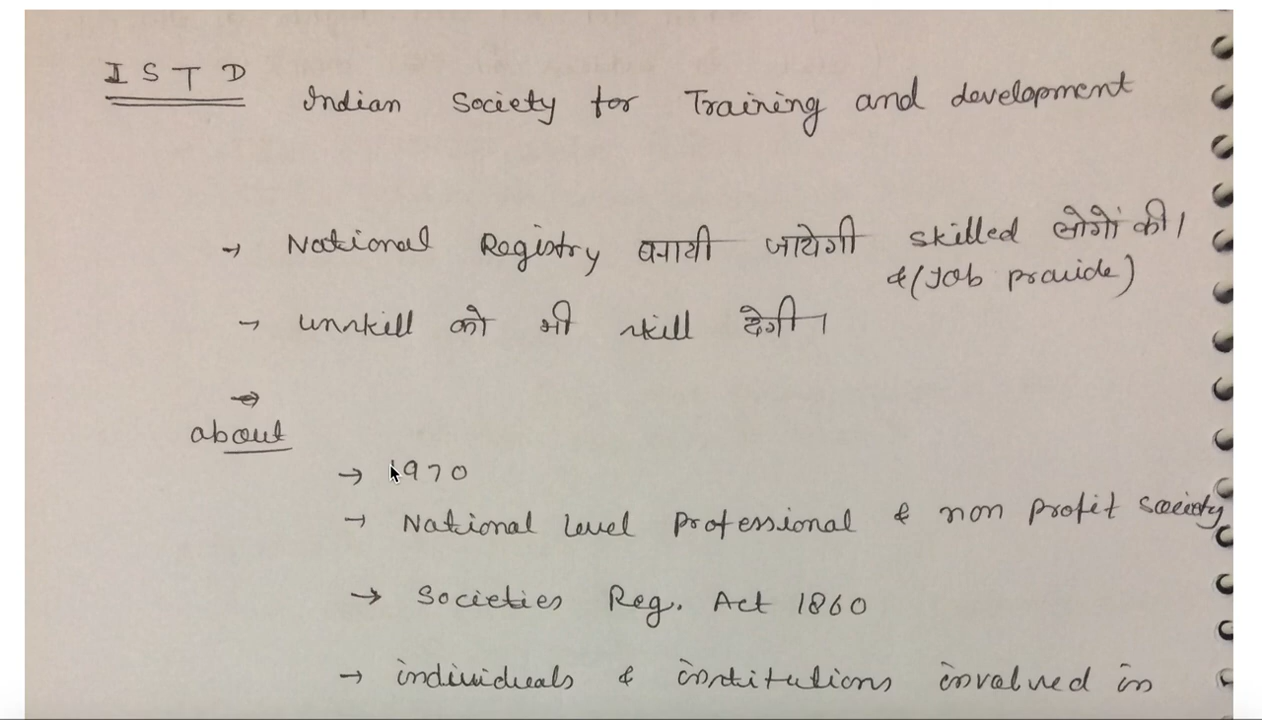 I S T D
Indian Society for Training and development
→ National Registry बनायी जायेगी skilled लोगों की।
& (Job provide)
→ unskill को भी skill देगी।
→
about
→ 1970
→ National level Professional & non profit society
→ Societies Reg. Act 1860
→ individuals & institutions involved in